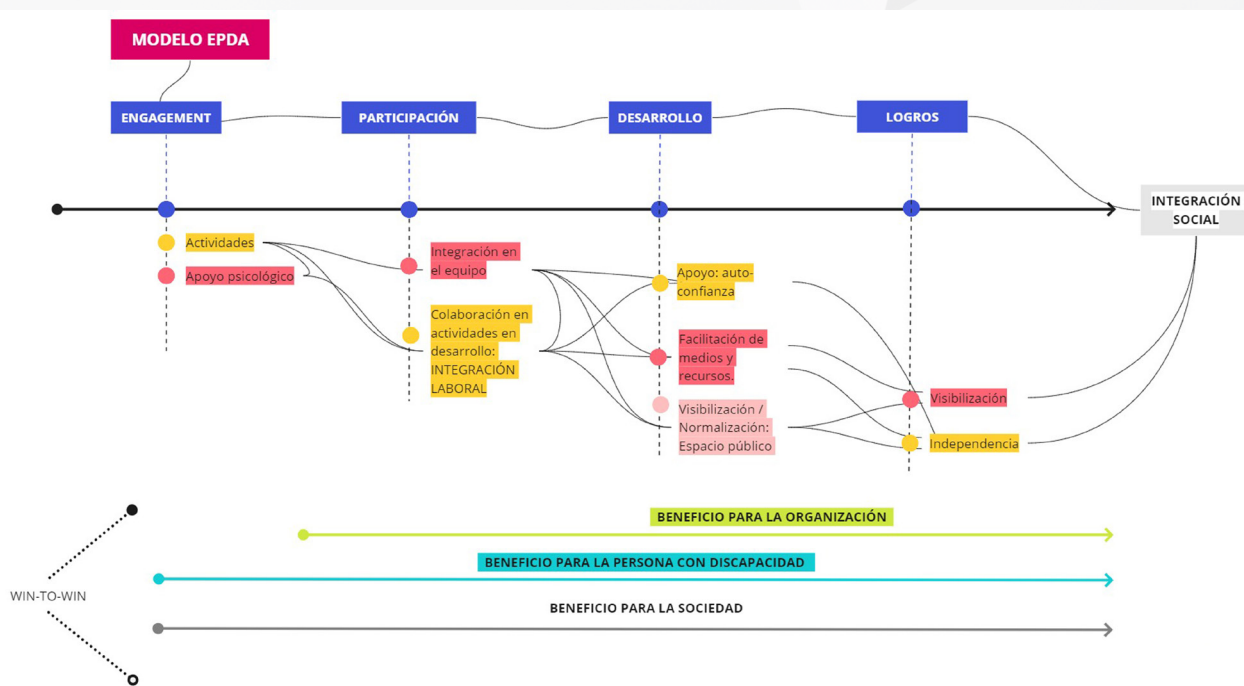 MODELO EPDA
ENGAGEMENT
PARTICIPACIÓN
DESARROLLO
LOGROS
INTEGRACIÓN
SOCIAL
Actividades
Apoyo psicológico
Integración en
el equipo
Colaboración en
actividades en
desarrollo:
INTEGRACIÓN
LABORAL
Apoyo: auto-
confianza
Facilitación de
medios y
recursos.
Visibilización /
Normalización:
Espacio público
Visibilización
Independencia
BENEFICIO PARA LA ORGANIZACIÓN
BENEFICIO PARA LA PERSONA CON DISCAPACIDAD
WIN-TO-WIN
BENEFICIO PARA LA SOCIEDAD